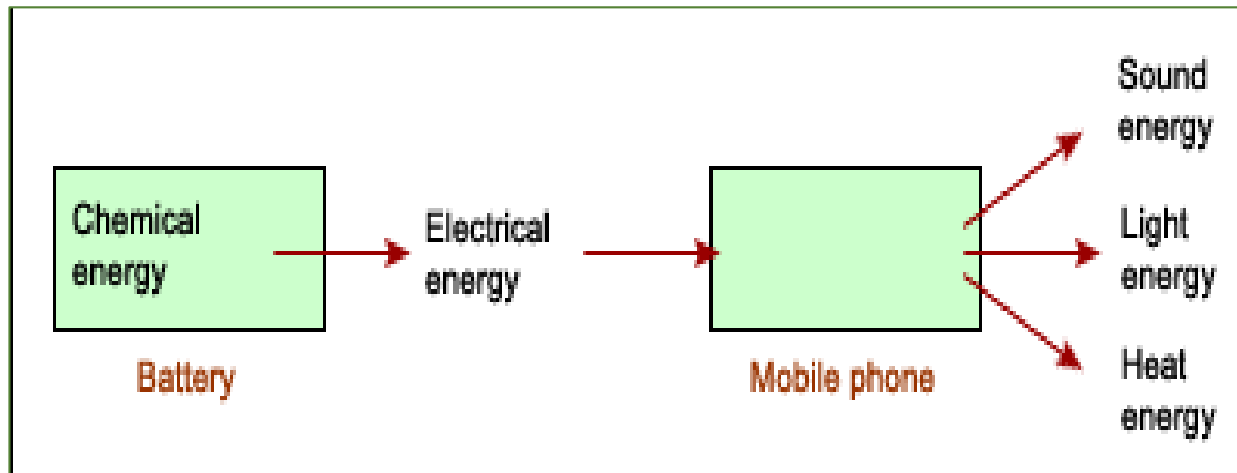 Chemical
energy
Battery
Electrical
energy
Mobile phone
Sound
energy
Light
energy
Heat
energy